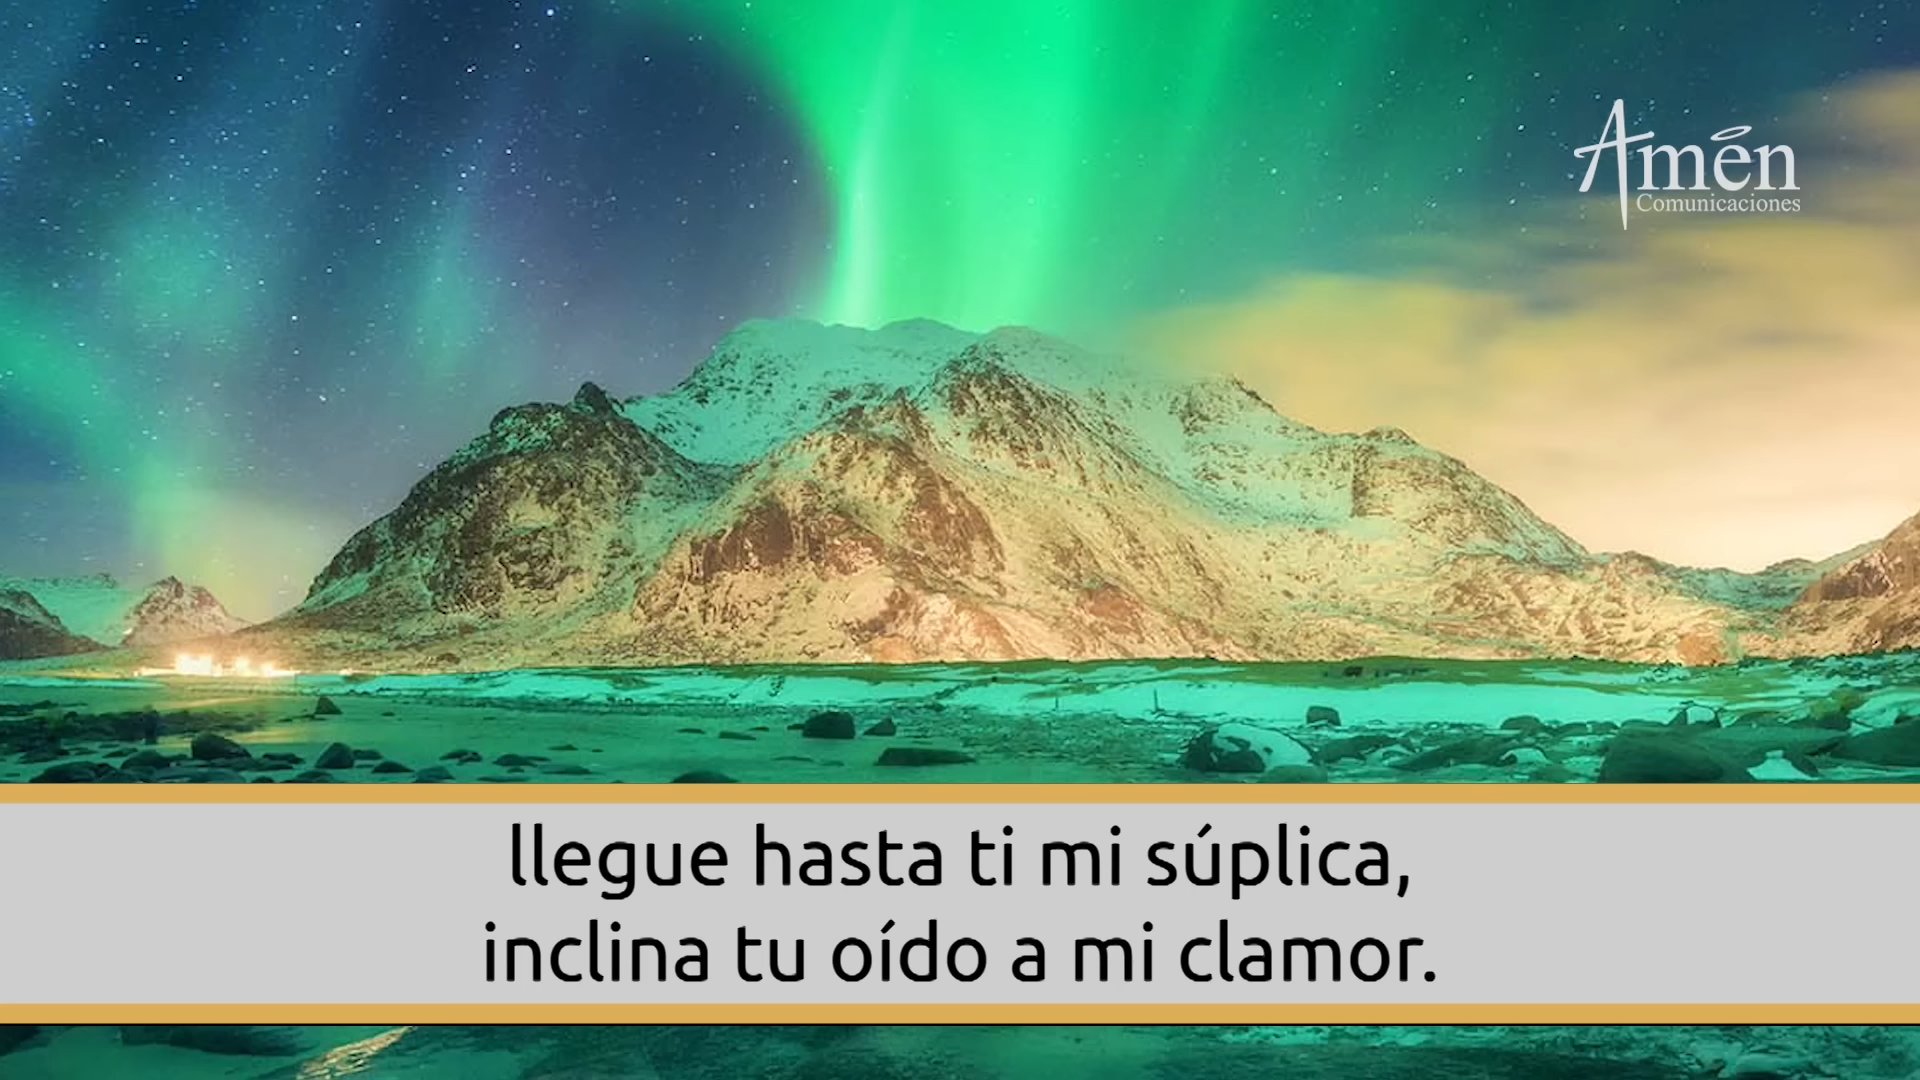 Amén
Comunicaciones
llegue hasta ti mi súplica,
inclina tu oído a mi clamor.